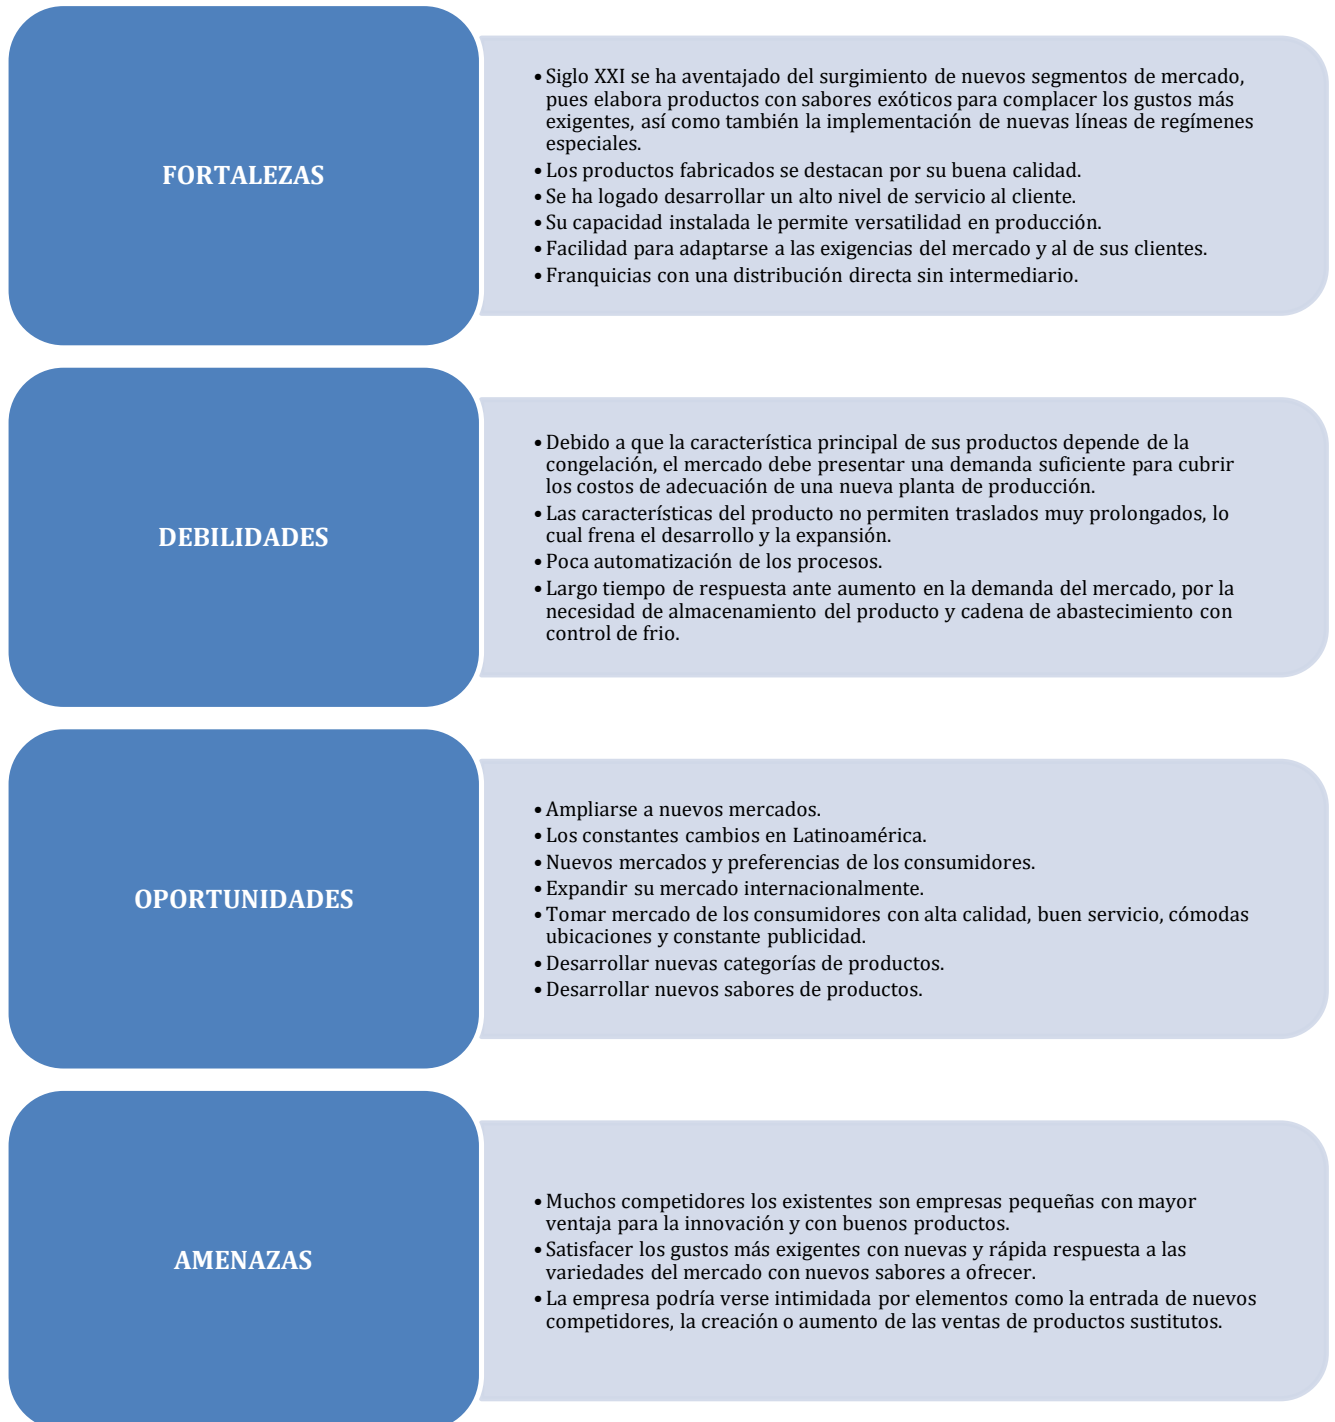 FORTALEZAS
• Siglo XXI se ha aventajado del surgimiento de nuevos segmentos de mercado,
pues elabora productos con sabores exóticos para complacer los gustos más
exigentes, así como también la implementación de nuevas líneas de regímenes
especiales.
• Los productos fabricados se destacan por su buena calidad.
• Se ha logado desarrollar un alto nivel de servicio al cliente.
• Su capacidad instalada le permite versatilidad en producción.
• Facilidad para adaptarse a las exigencias del mercado y al de sus clientes.
• Franquicias con una distribución directa sin intermediario.
DEBILIDADES
• Debido a que la característica principal de sus productos depende de la
congelación, el mercado debe presentar una demanda suficiente para cubrir
los costos de adecuación de una nueva planta de producción.
• Las características del producto no permiten traslados muy prolongados, lo
cual frena el desarrollo y la expansión.
• Poca automatización de los procesos.
• Largo tiempo de respuesta ante aumento en la demanda del mercado, por la
necesidad de almacenamiento del producto y cadena de abastecimiento con
control de frio.
OPORTUNIDADES
• Ampliarse a nuevos mercados.
• Los constantes cambios en Latinoamérica.
• Nuevos mercados y preferencias de los consumidores.
• Expandir su mercado internacionalmente.
• Tomar mercado de los consumidores con alta calidad, buen servicio, cómodas
ubicaciones y constante publicidad.
• Desarrollar nuevas categorías de productos.
• Desarrollar nuevos sabores de productos.
AMENAZAS
• Muchos competidores los existentes son empresas pequeñas con mayor
ventaja para la innovación y con buenos productos.
• Satisfacer los gustos más exigentes con nuevas y rápida respuesta a las
variedades del mercado con nuevos sabores a ofrecer.
• La empresa podría verse intimidada por elementos como la entrada de nuevos
competidores, la creación o aumento de las ventas de productos sustitutos.